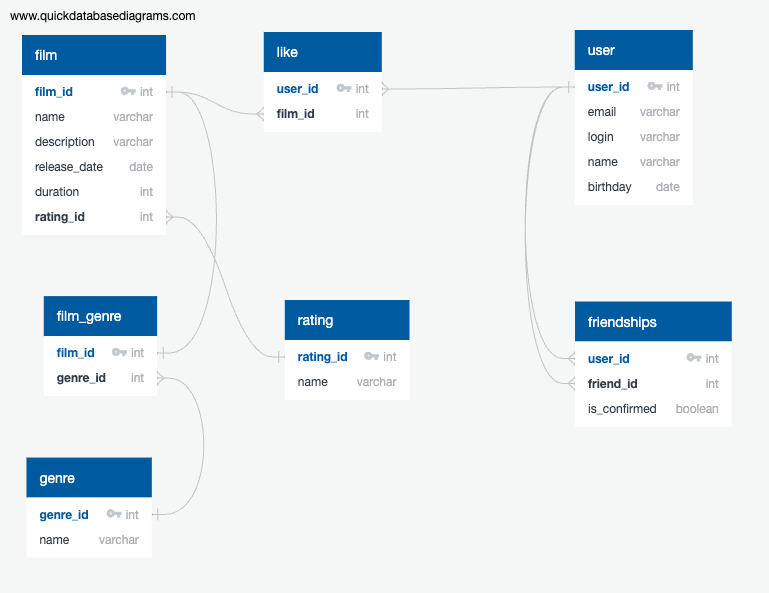 www.quickdatabasediagrams.com
film
film_id int
name varchar
description varchar
release_date date
duration int
rating_id int
like
user_id int
film_id int
user
user_id int
email varchar
login varchar
name varchar
birthday date
film_genre
film_id int
genre_id int
rating
rating_id int
name varchar
friendships
user_id int
friend_id int
is_confirmed boolean
genre
genre_id int
name varchar